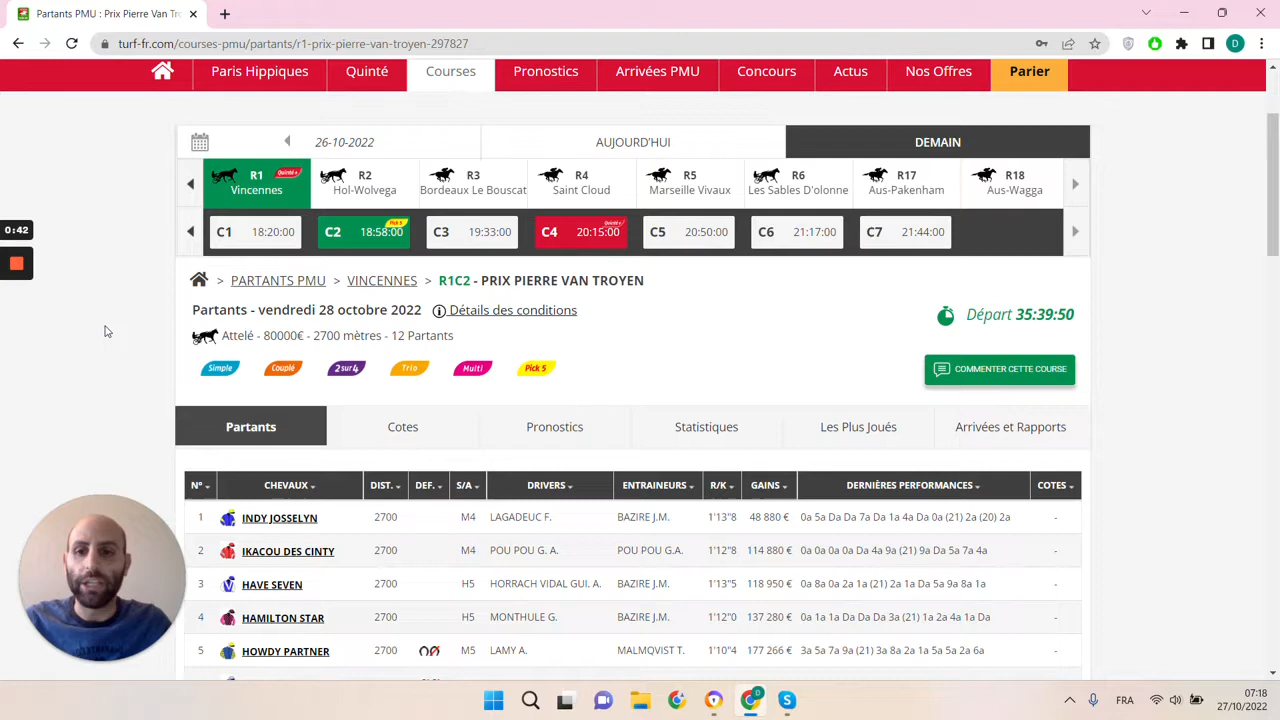 Partants PMU : Prix Pierre Van Tro
turf-fr.com/courses-pmu/partants/r1-prix-pierre-van-troyen-297827
D
Paris Hippiques Quinté Courses Pronostics Arrivées PMU Concours Actus Nos Offres Parier
26-10-2022 AUJOURD'HUI DEMAIN
R1 Quinté+ R2 R3 R4 R5 R6 R17 R18
Vincennes Hol-Wolvega Bordeaux Le Bouscat Saint Cloud Marseille Vivaux Les Sables D'olonne Aus-Pakenham Aus-Wagga
C1 18:20:00 C2 18:58:00 Pick 5 C3 19:33:00 C4 20:15:00 Quinté+ C5 20:50:00 C6 21:17:00 C7 21:44:00
0:42
> PARTANTS PMU > VINCENNES > R1C2 - PRIX PIERRE VAN TROYEN
Partants - vendredi 28 octobre 2022 Détails des conditions
Départ 35:39:50
Attelé - 80000€ - 2700 mètres - 12 Partants
Simple Couplé 2sur4 Trio Multi Pick 5
COMMENTER CETTE COURSE
Partants Cotes Pronostics Statistiques Les Plus Joués Arrivées et Rapports
N° CHEVAUX DIST. DEF. S/A DRIVERS ENTRAINEURS R/K GAINS DERNIÈRES PERFORMANCES COTES
1 INDY JOSSELYN 2700 M4 LAGADEUC F. BAZIRE J.M. 1'13"8 48 880 € 0a 5a Da Da 7a Da 1a 4a Da 0a (21) 2a (20) 2a -
2 IKACOU DES CINTY 2700 M4 POU POU G. A. POU POU G.A. 1'12"8 114 880 € 0a 0a 0a 0a Da 4a 9a (21) 9a Da 5a 7a 4a -
3 HAVE SEVEN 2700 H5 HORRACH VIDAL GUI. A. BAZIRE J.M. 1'13"5 118 950 € 0a 8a 0a 2a 1a (21) 2a 1a Da 5a 9a 8a 1a -
4 HAMILTON STAR 2700 H5 MONTHULE G. BAZIRE J.M. 1'12"0 137 280 € 0a 1a 1a Da Da Da 3a (21) 1a 2a 4a 1a Da -
5 HOWDY PARTNER 2700 M5 LAMY A. MALMQVIST T. 1'10"4 177 266 € 3a 5a 7a 9a (21) 3a 8a 2a 1a 5a 5a 2a 6a -
D
FRA
07:18
27/10/2022